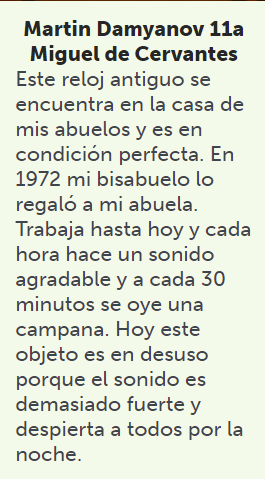 Martin Damyanov 11a
Miguel de Cervantes
Este reloj antiguo se
encuentra en la casa de
mis abuelos y es en
condición perfecta. En
1972 mi bisabuelo lo
regaló a mi abuela.
Trabaja hasta hoy y cada
hora hace un sonido
agradable y a cada 30
minutos se oye una
campana. Hoy este
objeto es en desuso
porque el sonido es
demasiado fuerte y
despierta a todos por la
noche.